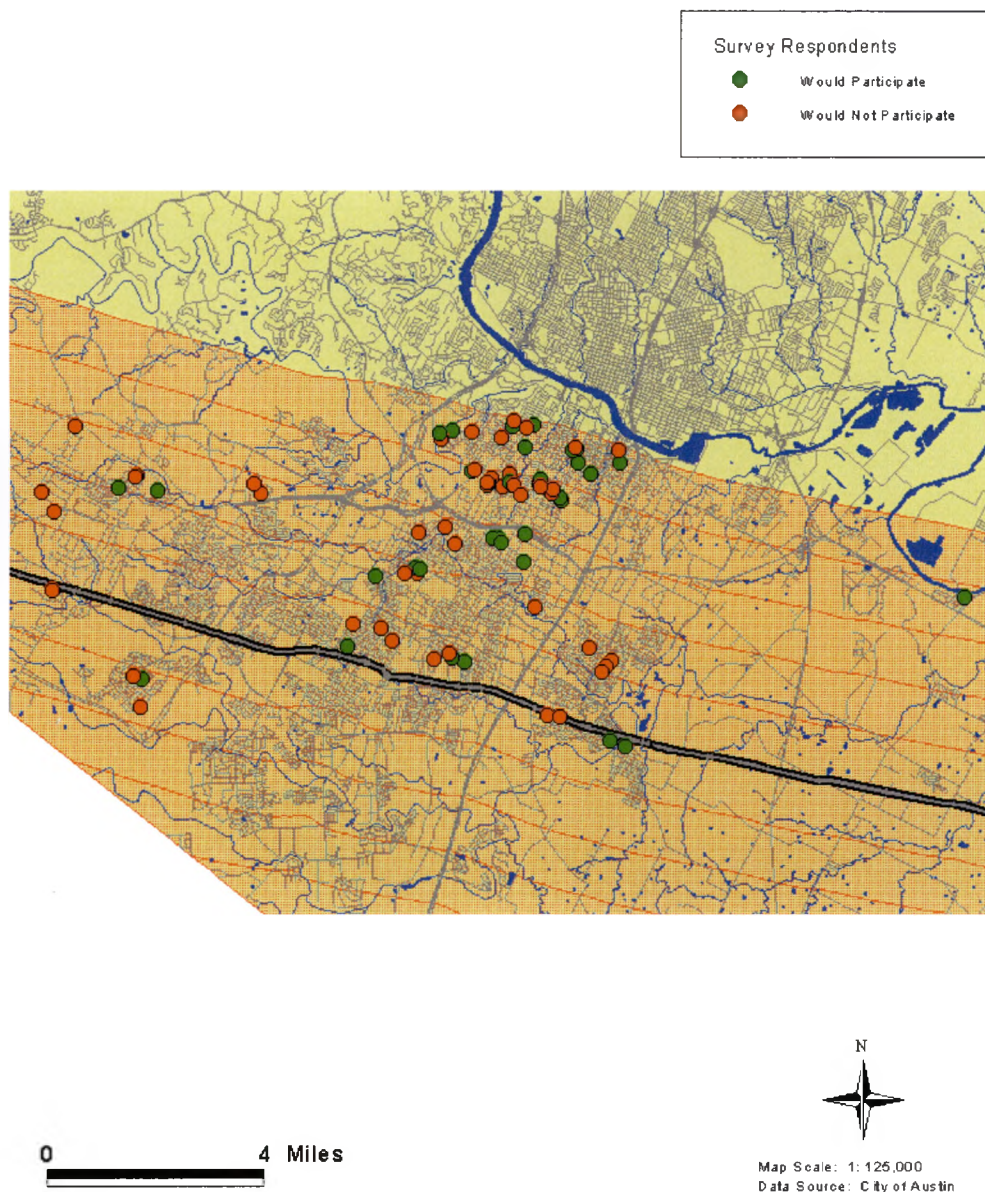 Survey Respondents
Would Participate
Would Not Participate
N
0 4 Miles
Map Scale: 1:125,000
Data Source: City of Austin